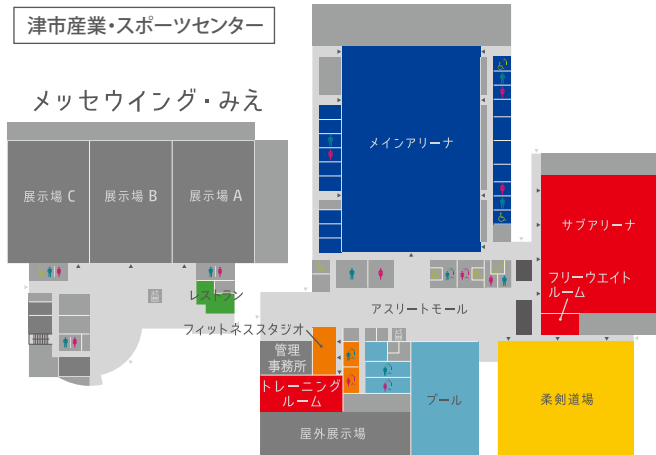 津市産業・スポーツセンター
メッセウイング・みえ
メインアリーナ
展示場 C
展示場 B
展示場 A
サブアリーナ
フリーウエイト
ルーム
レストラン
アスリートモール
フィットネススタジオ
管理
事務所
トレーニング
ルーム
プール
柔剣道場
屋外展示場